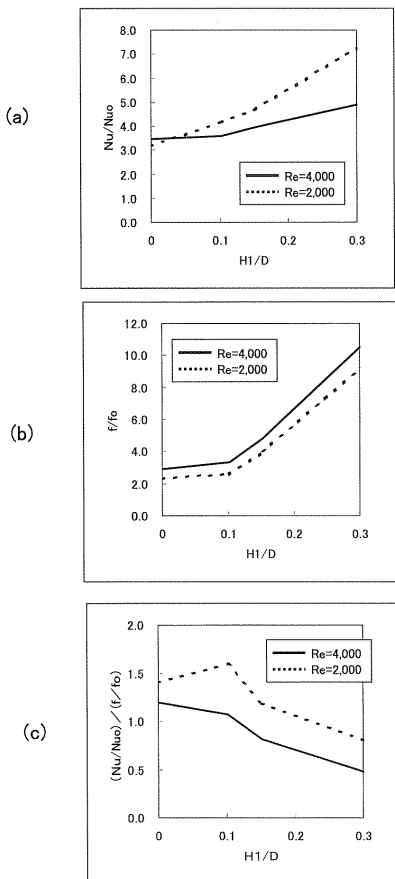 (a)
8.0
7.0
6.0
5.0
4.0
3.0
2.0
1.0
0.0
Nu/Nuo
Re=4,000
Re=2,000
0 0.1 0.2 0.3
H1/D
(b)
12.0
10.0
8.0
6.0
4.0
2.0
0.0
f/fo
Re=4,000
Re=2,000
0 0.1 0.2 0.3
H1/D
(c)
2.0
1.5
1.0
0.5
0.0
(Nu/Nuo)/(f/fo)
Re=4,000
Re=2,000
0 0.1 0.2 0.3
H1/D